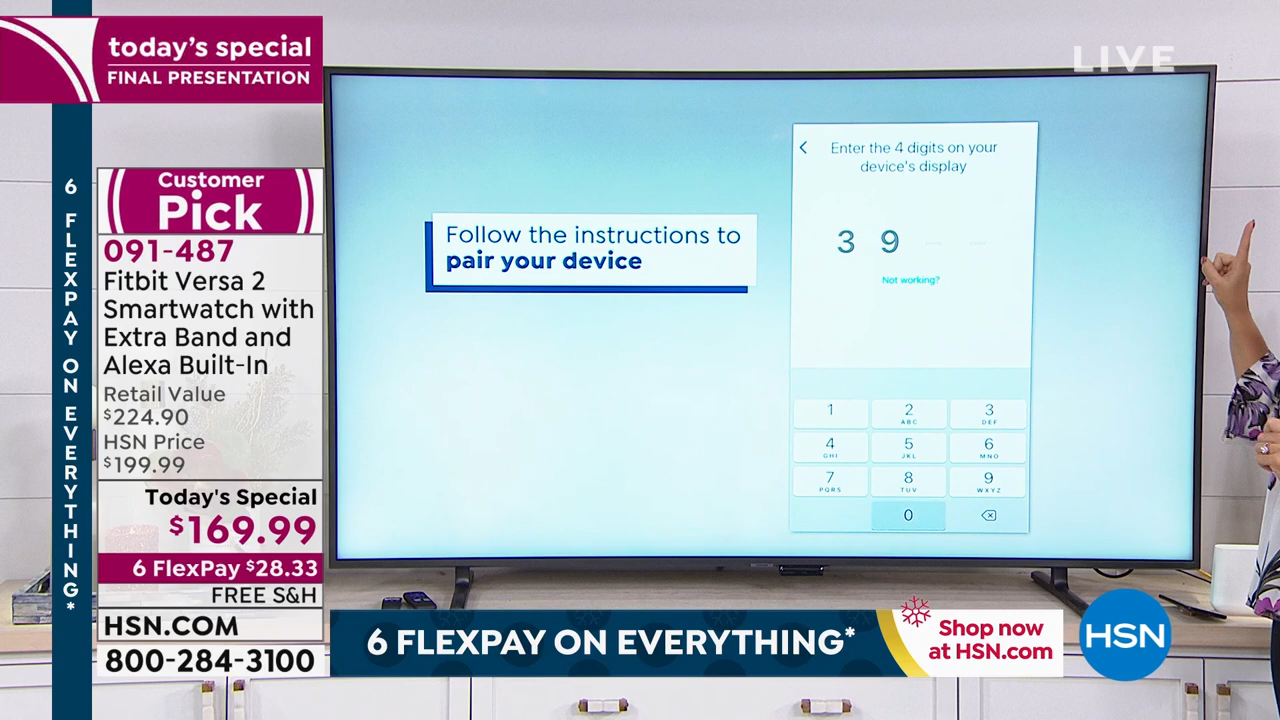 today's special
FINAL PRESENTATION
LIVE
6 FLEXPAY ON EVERYTHING*
Customer
Pick
091-487
Fitbit Versa 2
Smartwatch with
Extra Band and
Alexa Built-In
Retail Value
$224.90
HSN Price
$199.99
Today's Special
$169.99
6 FlexPay $28.33
FREE S&H
HSN.COM
800-284-3100
Follow the instructions to
pair your device
Enter the 4 digits on your
device's display
3 9
Not working?
1 2 3
ABC DEF
4 5 6
GHI JKL MNO
7 8 9
PQRS TUV WXYZ
0
6 FLEXPAY ON EVERYTHING*
Shop now
at HSN.com
HSN